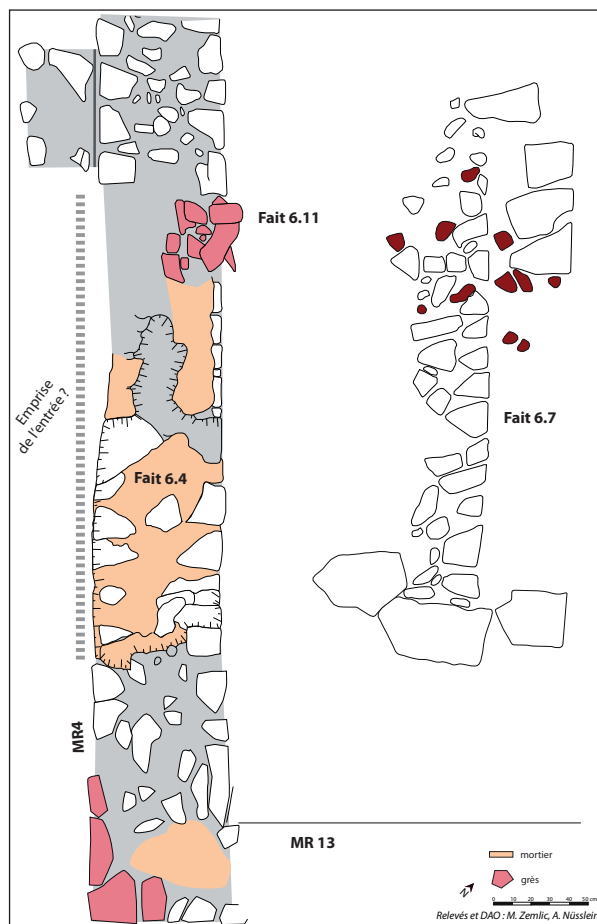 Fait 6.11
Emprise
de l'entrée ?
Fait 6.7
Fait 6.4
MR4
MR 13
mortier
grès
N
0 10 20 30 40 50 cm
Relevés et DAO : M. Zemlic, A. Nüsslein